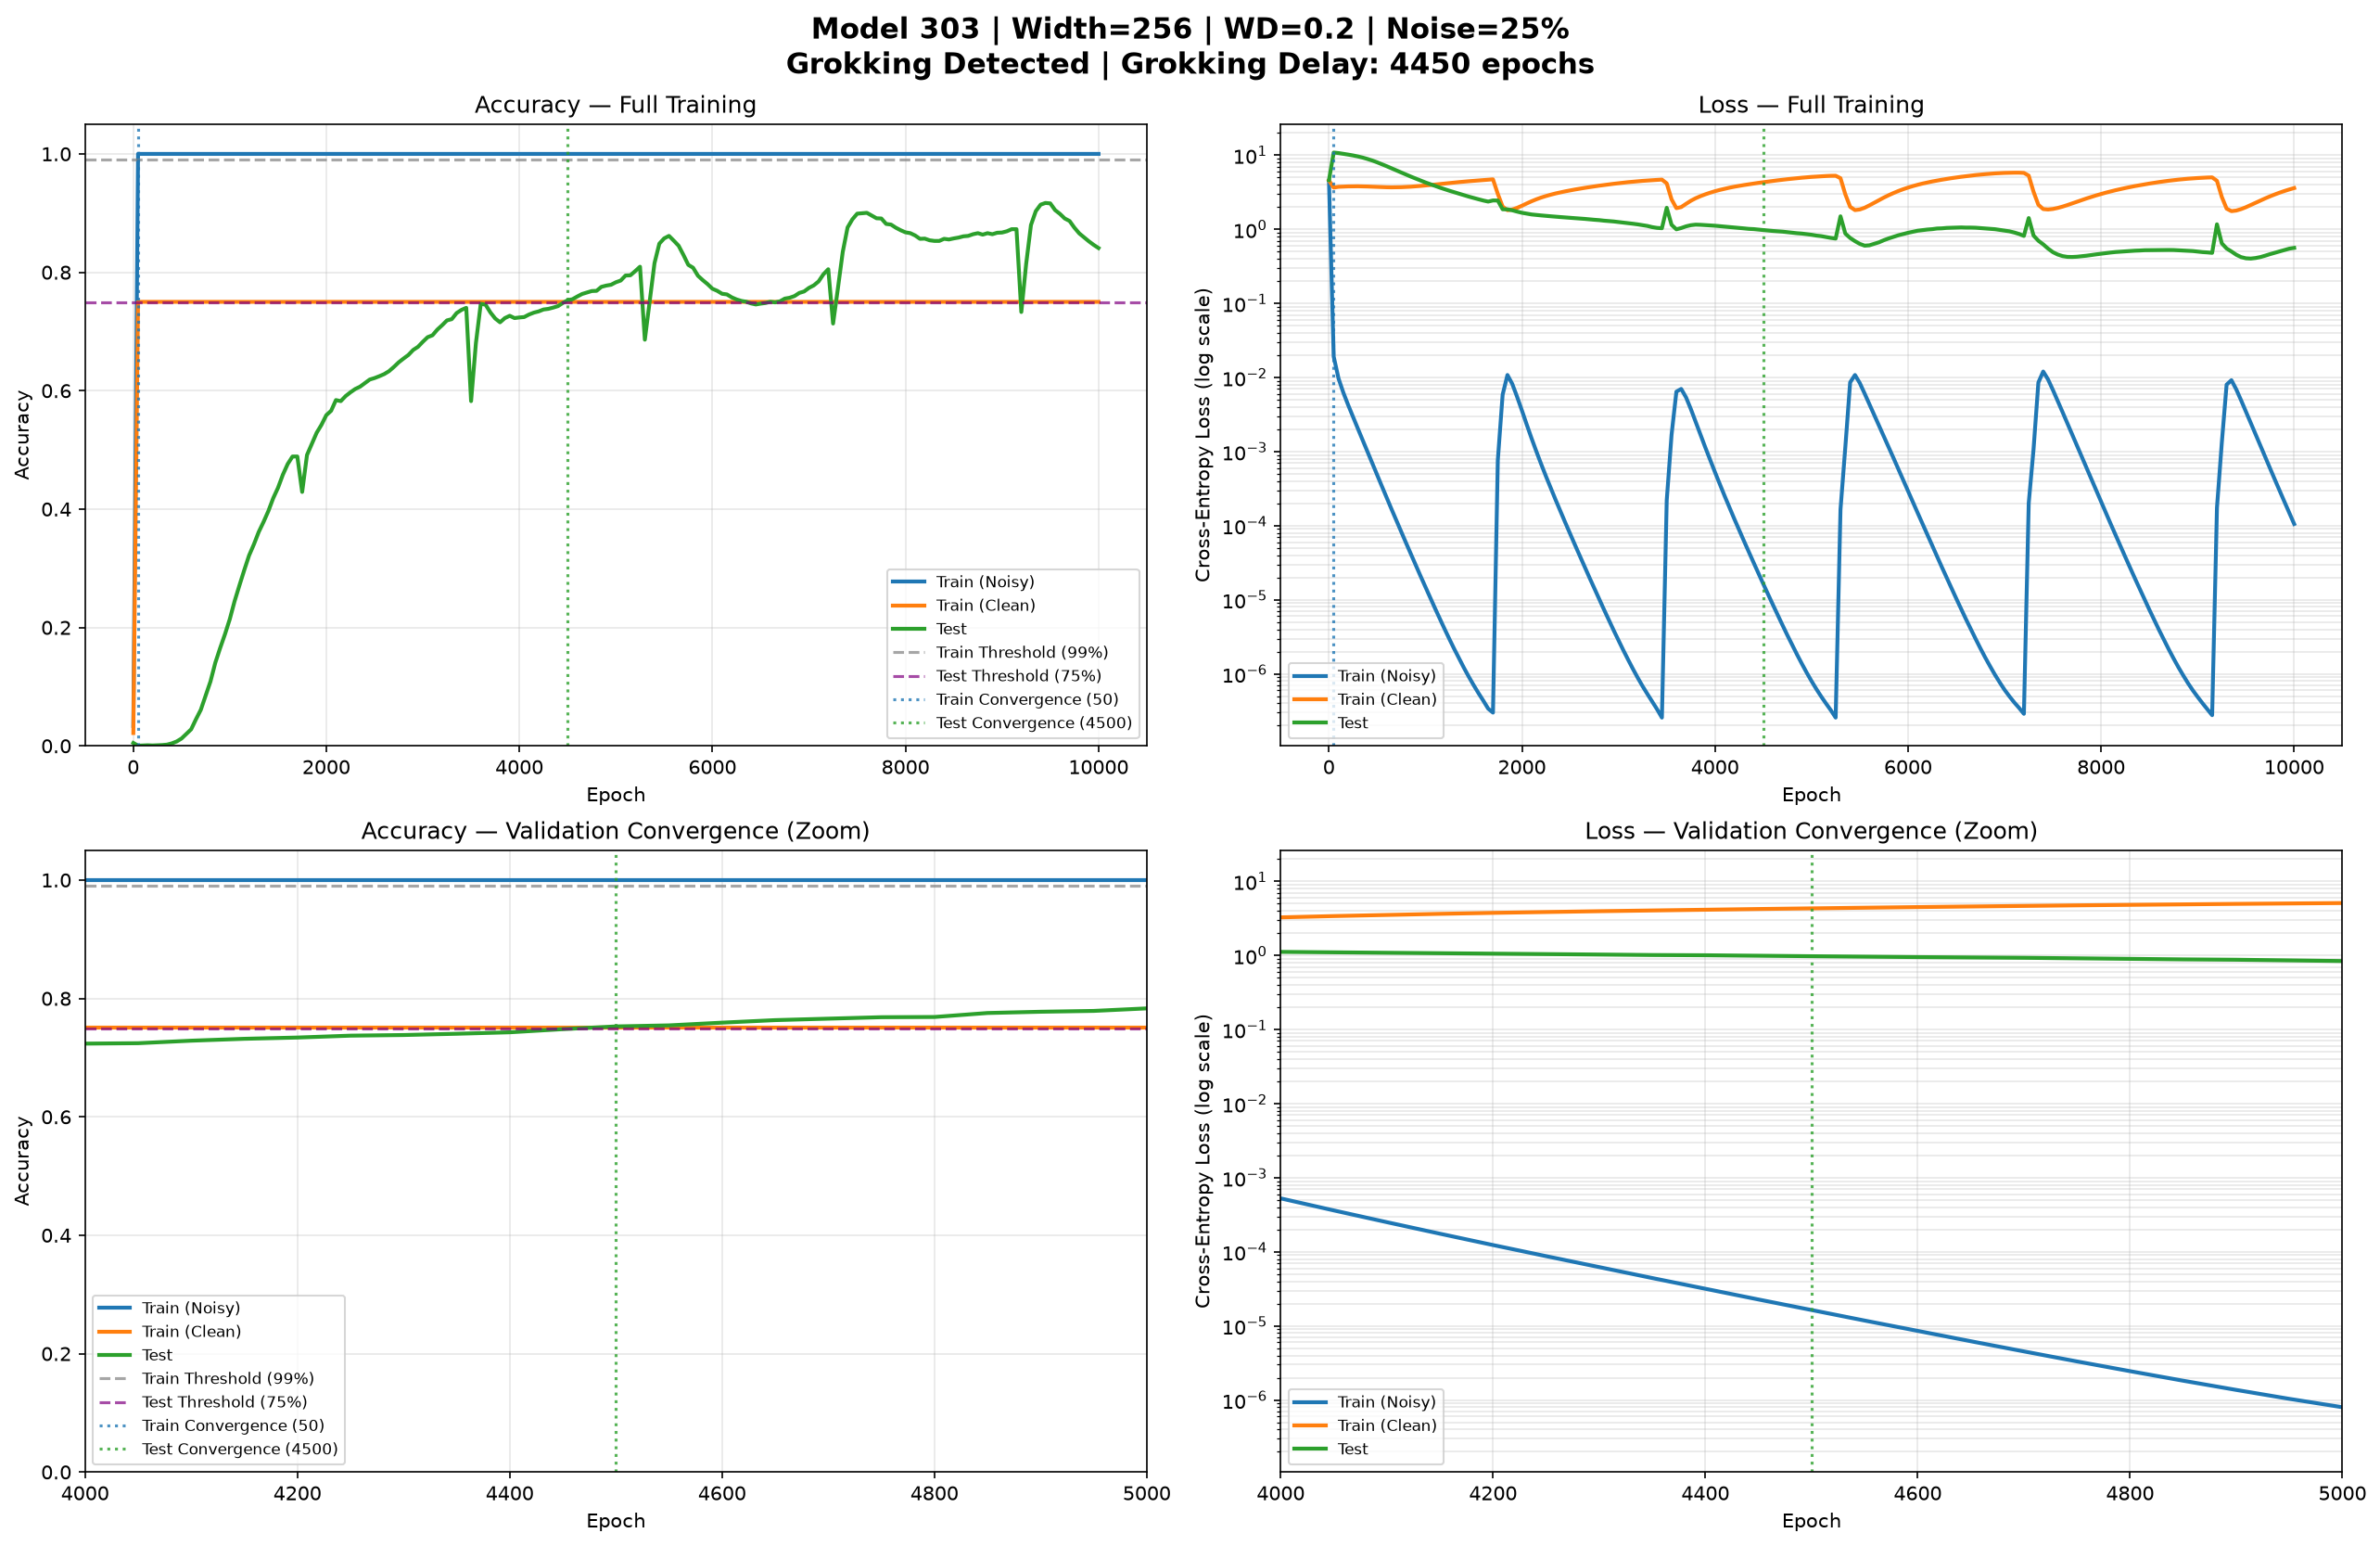 Model 303 | Width=256 | WD=0.2 | Noise=25%
Grokking Detected | Grokking Delay: 4450 epochs
Accuracy — Full Training
Accuracy
1.0
0.8
0.6
0.4
0.2
0.0
0 2000 4000 6000 8000 10000
Epoch
Train (Noisy)
Train (Clean)
Test
Train Threshold (99%)
Test Threshold (75%)
Train Convergence (50)
Test Convergence (4500)
Loss — Full Training
Cross-Entropy Loss (log scale)
10¹
10⁰
10⁻¹
10⁻²
10⁻³
10⁻⁴
10⁻⁵
10⁻⁶
0 2000 4000 6000 8000 10000
Epoch
Train (Noisy)
Train (Clean)
Test
Accuracy — Validation Convergence (Zoom)
Accuracy
1.0
0.8
0.6
0.4
0.2
0.0
4000 4200 4400 4600 4800 5000
Epoch
Train (Noisy)
Train (Clean)
Test
Train Threshold (99%)
Test Threshold (75%)
Train Convergence (50)
Test Convergence (4500)
Loss — Validation Convergence (Zoom)
Cross-Entropy Loss (log scale)
10¹
10⁰
10⁻¹
10⁻²
10⁻³
10⁻⁴
10⁻⁵
10⁻⁶
4000 4200 4400 4600 4800 5000
Epoch
Train (Noisy)
Train (Clean)
Test